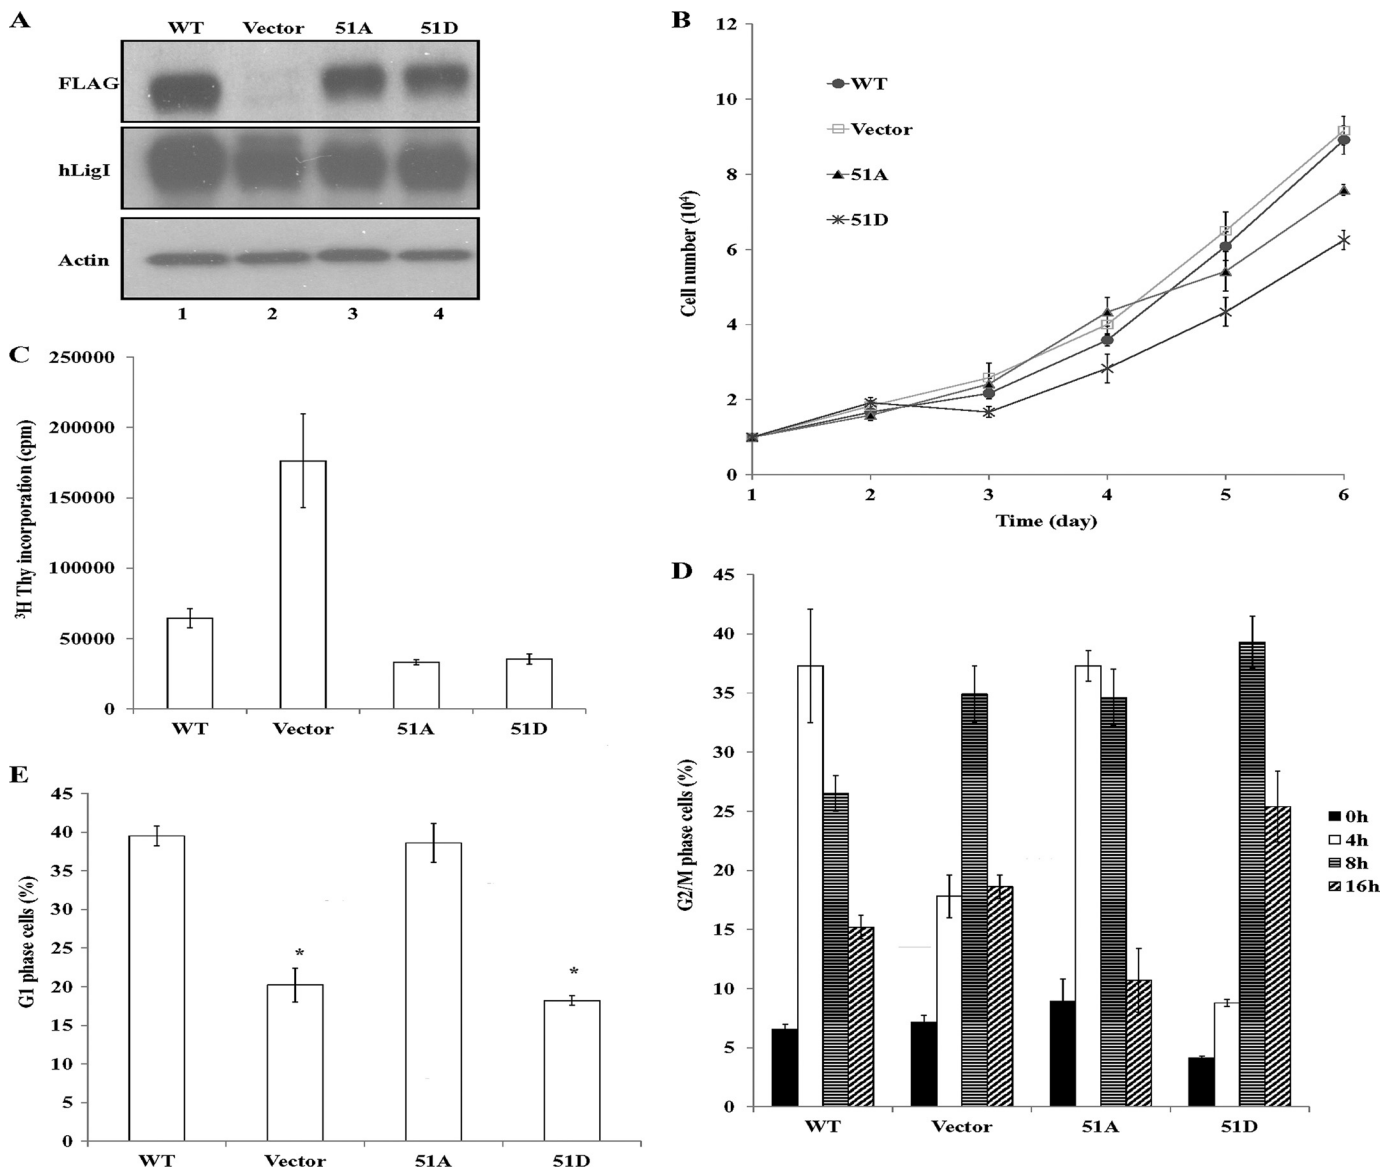 A
WT Vector 51A 51D
FLAG
hLigI
Actin
1 2 3 4
B
12
10
8
6
4
2
0
Cell number (10⁴)
WT
Vector
51A
51D
1 2 3 4 5 6
Time (day)
C
250000
200000
150000
100000
50000
0
³H Thy incorporation (cpm)
WT Vector 51A 51D
D
45
40
35
30
25
20
15
10
5
0
G2/M phase cells (%)
0h
4h
8h
16h
WT Vector 51A 51D
E
45
40
35
30
25
20
15
10
5
0
G1 phase cells (%)
* *
WT Vector 51A 51D